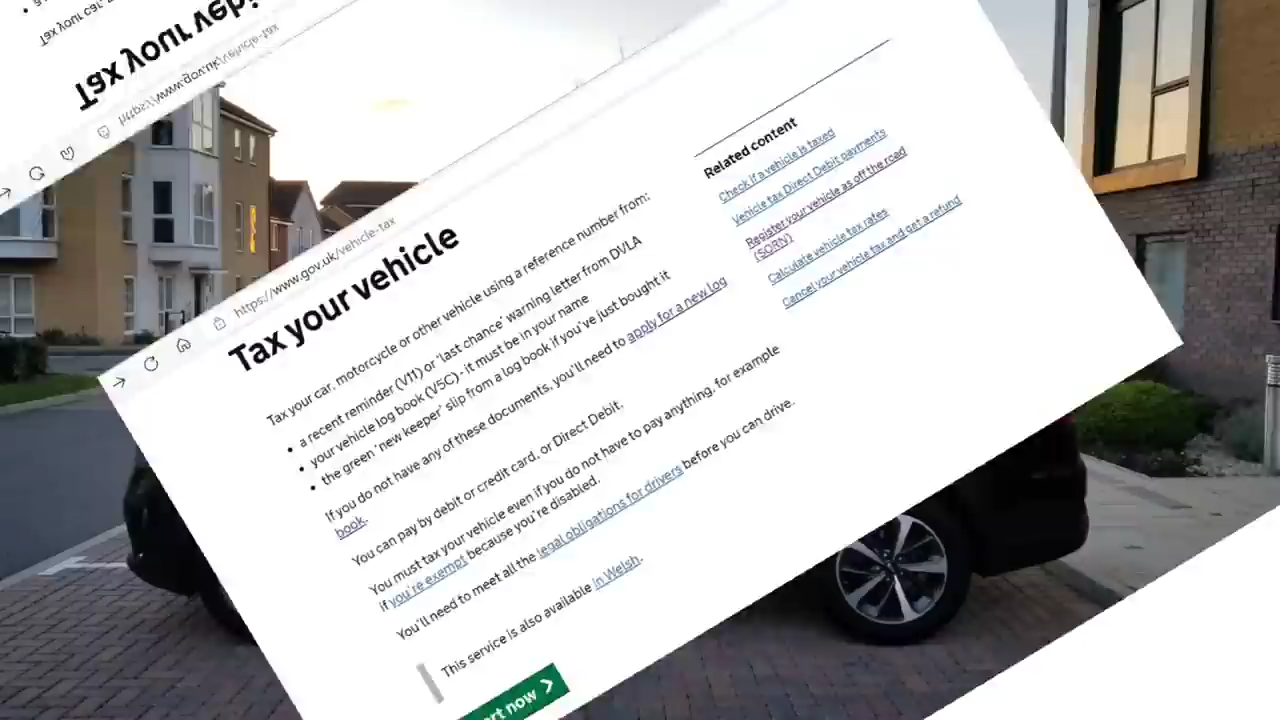 https://www.gov.uk/vehicle-tax
Tax your vehicle
https://www.gov.uk/vehicle-tax
Tax your vehicle
Tax your car, motorcycle or other vehicle using a reference number from:
• a recent reminder (V11) or 'last chance' warning letter from DVLA
• your vehicle log book (V5C) - it must be in your name
• the green 'new keeper' slip from a log book if you've just bought it
If you do not have any of these documents, you'll need to apply for a new log
book.
You can pay by debit or credit card, or Direct Debit.
You must tax your vehicle even if you do not have to pay anything, for example
if you're exempt because you're disabled.
You'll need to meet all the legal obligations for drivers before you can drive.
This service is also available in Welsh.
now
Related content
Check if a vehicle is taxed
Vehicle tax Direct Debit payments
Register your vehicle as off the road
(SORN)
Calculate vehicle tax rates
Cancel your vehicle tax and get a refund